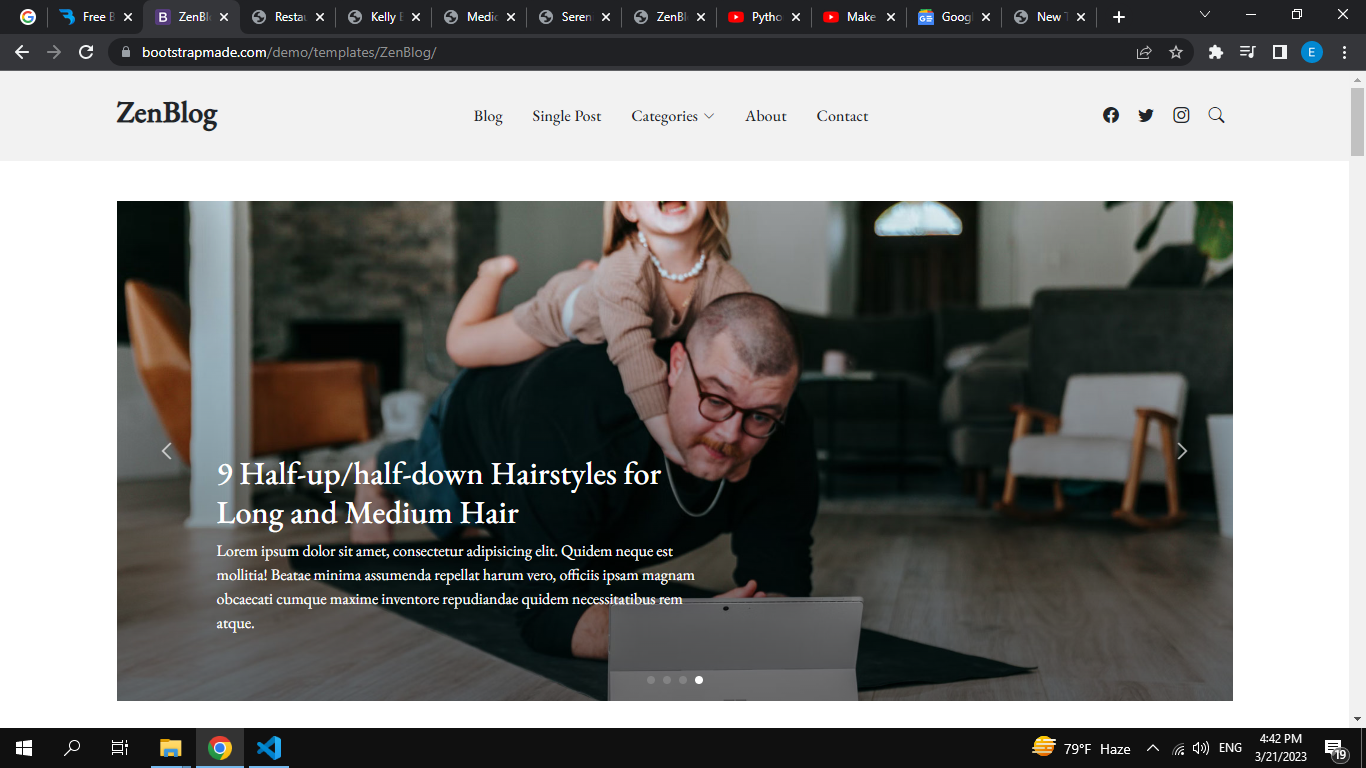 Free B
ZenBl
Restau
Kelly E
Medic
Seren
ZenBl
Pytho
Make
Googl
New T
bootstrapmade.com/demo/templates/ZenBlog/
E
ZenBlog
Blog
Single Post
Categories
About
Contact
9 Half-up/half-down Hairstyles for
Long and Medium Hair
Lorem ipsum dolor sit amet, consectetur adipisicing elit. Quidem neque est
mollitia! Beatae minima assumenda repellat harum vero, officiis ipsam magnam
obcaecati cumque maxime inventore repudiandae quidem necessitatibus rem
atque.
79°F Haze
ENG
4:42 PM
3/21/2023
19